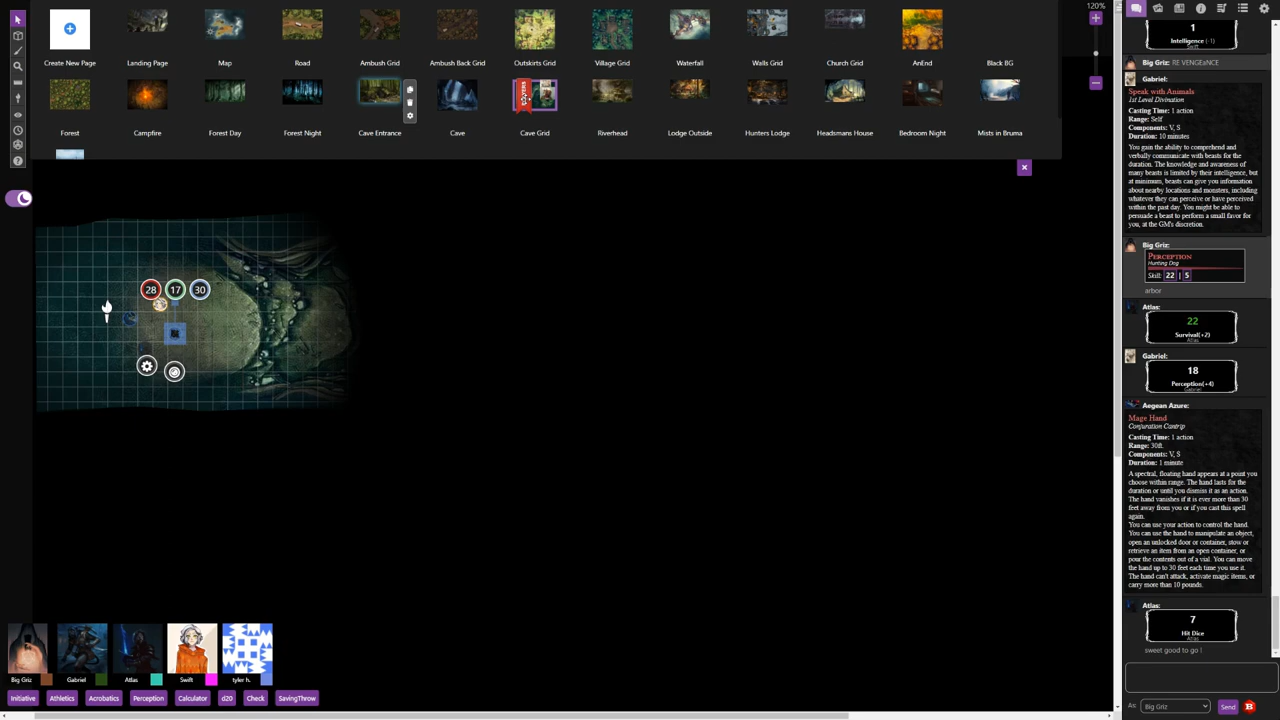 120%
Create New Page
Landing Page
Map
Road
Ambush Grid
Ambush Back Grid
Outskirts Grid
Village Grid
Waterfall
Walls Grid
Church Grid
AnEnd
Black BG
Forest
Campfire
Forest Day
Forest Night
Cave Entrance
Cave
Cave Grid
Riverhead
Lodge Outside
Hunters Lodge
Headsmans House
Bedroom Night
Mists in Bruma
28
17
30
Big Griz
Gabriel
Atlas
Swift
tyler h.
Initiative
Athletics
Acrobatics
Perception
Calculator
d20
Check
SavingThrow
1
Intelligence (-1)
Swift
Big Griz: RE VENGEaNCE
Gabriel:
Speak with Animals
1st Level Divination
Casting Time: 1 action
Range: Self
Components: V, S
Duration: 10 minutes
You gain the ability to comprehend and
verbally communicate with beasts for the
duration. The knowledge and awareness of
many beasts is limited by their intelligence, but
at minimum, beasts can give you information
about nearby locations and monsters, including
whatever they can perceive or have perceived
within the past day. You might be able to
persuade a beast to perform a small favor for
you, at the GM's discretion.
Big Griz:
Perception
Hunting Dog
Skill: 22 | 5
arbor
Atlas:
22
Survival(+2)
Atlas
Gabriel:
18
Perception(+4)
Gabriel
Aegean Azure:
Mage Hand
Conjuration Cantrip
Casting Time: 1 action
Range: 30ft.
Components: V, S
Duration: 1 minute
A spectral, floating hand appears at a point you
choose within range. The hand lasts for the
duration or until you dismiss it as an action.
The hand vanishes if it is ever more than 30
feet away from you or if you cast this spell
again.
You can use your action to control the hand.
You can use the hand to manipulate an object,
open an unlocked door or container, stow or
retrieve an item from an open container, or
pour the contents out of a vial. You can move
the hand up to 30 feet each time you use it.
The hand can't attack, activate magic items, or
carry more than 10 pounds.
Atlas:
7
Hit Dice
Atlas
sweet good to go !
As:
Big Griz
Send